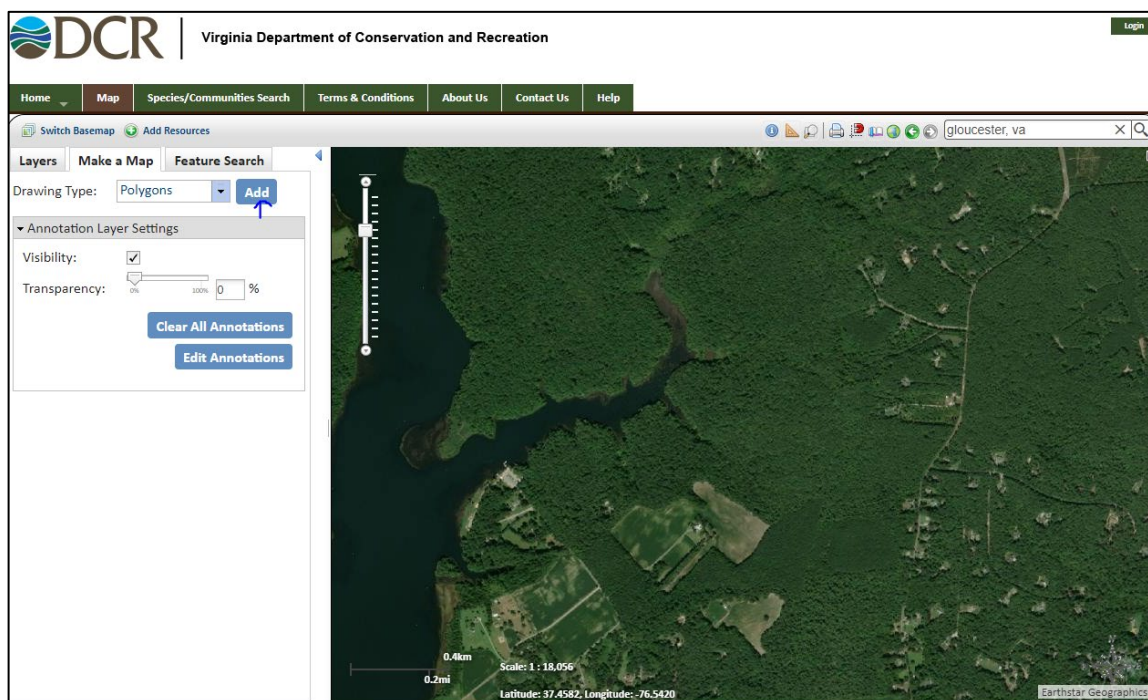 DCR
Virginia Department of Conservation and Recreation
Login
Home Map Species/Communities Search Terms & Conditions About Us Contact Us Help
Switch Basemap Add Resources gloucester, va
Layers Make a Map Feature Search
Drawing Type: Polygons Add
Annotation Layer Settings
Visibility:
Transparency: 0% 100% 0 %
Clear All Annotations
Edit Annotations
0.4km
0.2mi
Scale: 1 : 18,056
Latitude: 37.4582, Longitude: -76.5420
Earthstar Geographics